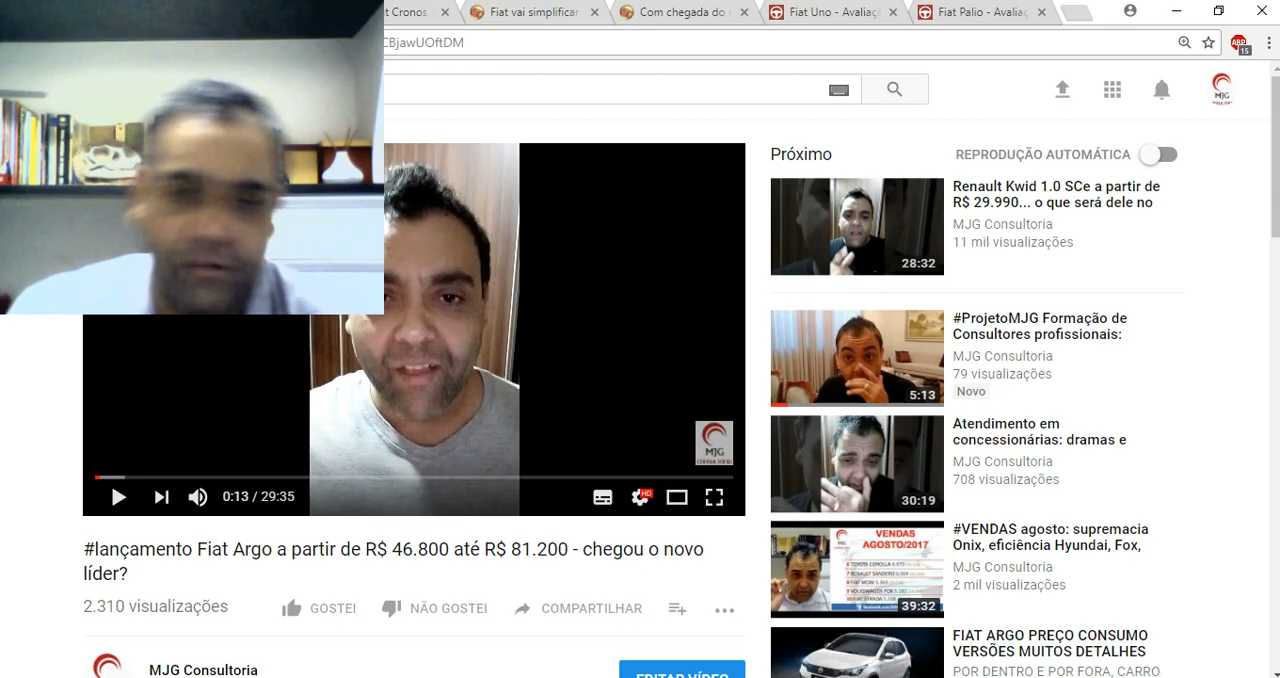 t Cronos
Fiat vai simplificar
Com chegada do
Fiat Uno - Avaliaç
Fiat Palio - Avaliaç
CBjawUOftDM
ABP
15
MJG
Próximo
REPRODUÇÃO AUTOMÁTICA
Renault Kwid 1.0 SCe a partir de
R$ 29.990... o que será dele no
MJG Consultoria
11 mil visualizações
28:32
#ProjetoMJG Formação de
Consultores profissionais:
MJG Consultoria
79 visualizações
Novo
5:13
Atendimento em
concessionárias: dramas e
MJG Consultoria
708 visualizações
30:19
#VENDAS agosto: supremacia
Onix, eficiência Hyundai, Fox,
MJG Consultoria
2 mil visualizações
VENDAS
AGOSTO/2017
39:32
FIAT ARGO PREÇO CONSUMO
VERSÕES MUITOS DETALHES
POR DENTRO E POR FORA, CARRO
MJG
0:13 / 29:35
HD
#lançamento Fiat Argo a partir de R$ 46.800 até R$ 81.200 - chegou o novo
líder?
2.310 visualizações
GOSTEI
NÃO GOSTEI
COMPARTILHAR
MJG Consultoria
EDITAR VÍDEO